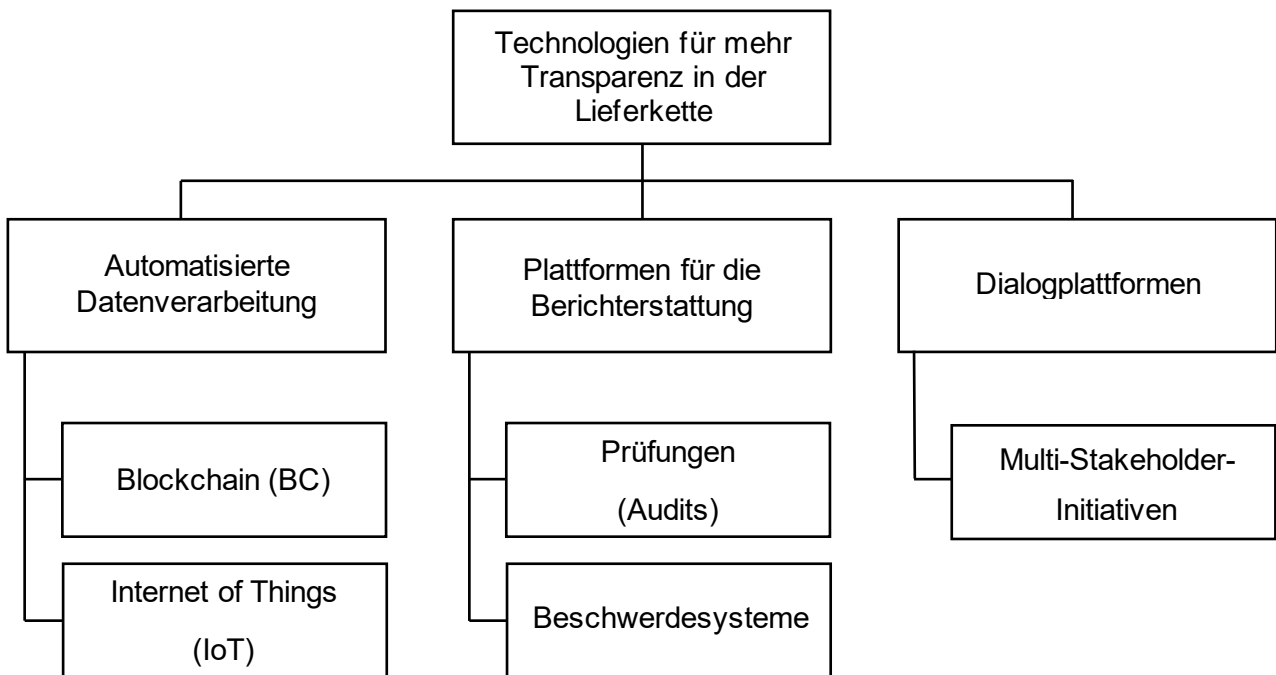 Technologien für mehr
Transparenz in der
Lieferkette
Automatisierte
Datenverarbeitung
Plattformen für die
Berichterstattung
Dialogplattformen
Blockchain (BC)
Prüfungen
(Audits)
Multi-Stakeholder-
Initiativen
Internet of Things
(IoT)
Beschwerdesysteme